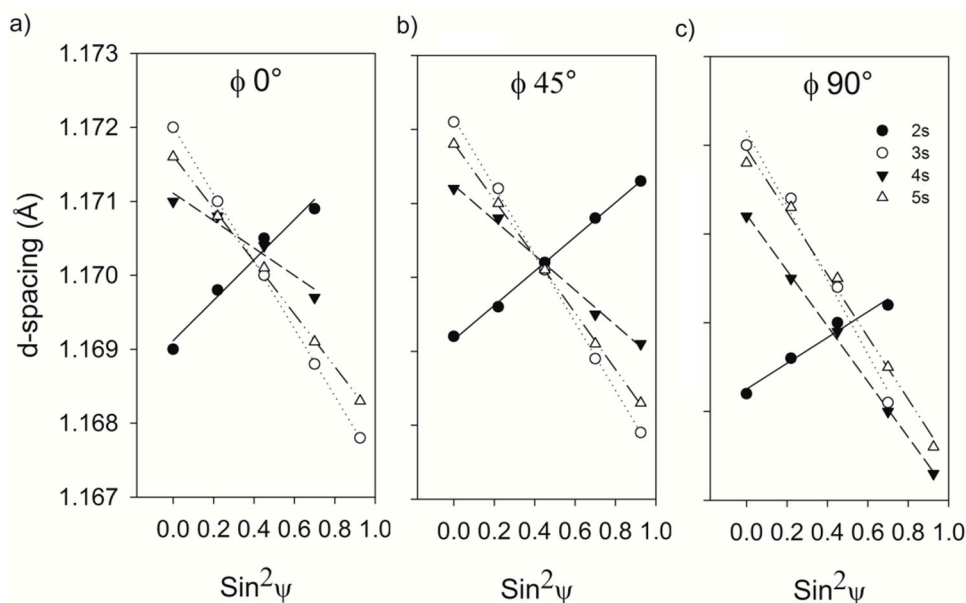 a)
b)
c)
ϕ 0°
ϕ 45°
ϕ 90°
1.173
1.172
1.171
1.170
1.169
1.168
1.167
d-spacing (Å)
2s
3s
4s
5s
0.0 0.2 0.4 0.6 0.8 1.0
0.0 0.2 0.4 0.6 0.8 1.0
0.0 0.2 0.4 0.6 0.8 1.0
Sin²ψ
Sin²ψ
Sin²ψ